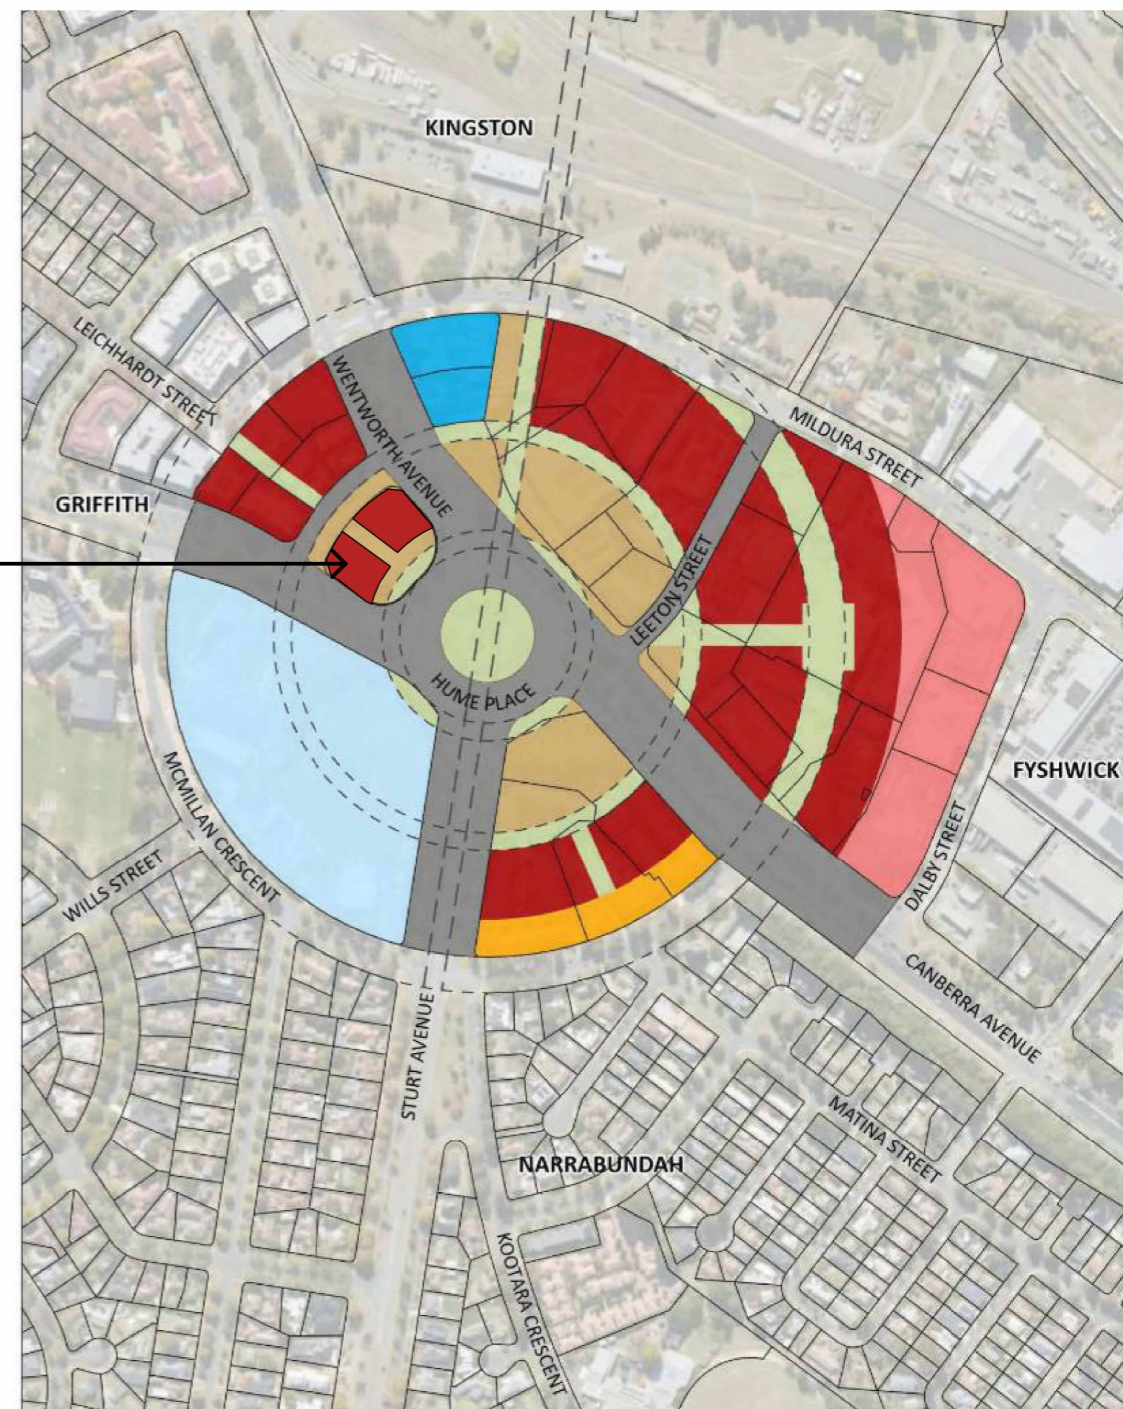 KINGSTON
LEICHHARDT STREET
WENTWORTH AVENUE
MILDURA STREET
GRIFFITH
LEETON STREET
HUME PLACE
FYSHWICK
MCMILLAN CRESCENT
WILLS STREET
DALBY STREET
CANBERRA AVENUE
STURT AVENUE
MATINA STREET
NARRABUNDAH
KOOTARA CRESCENT